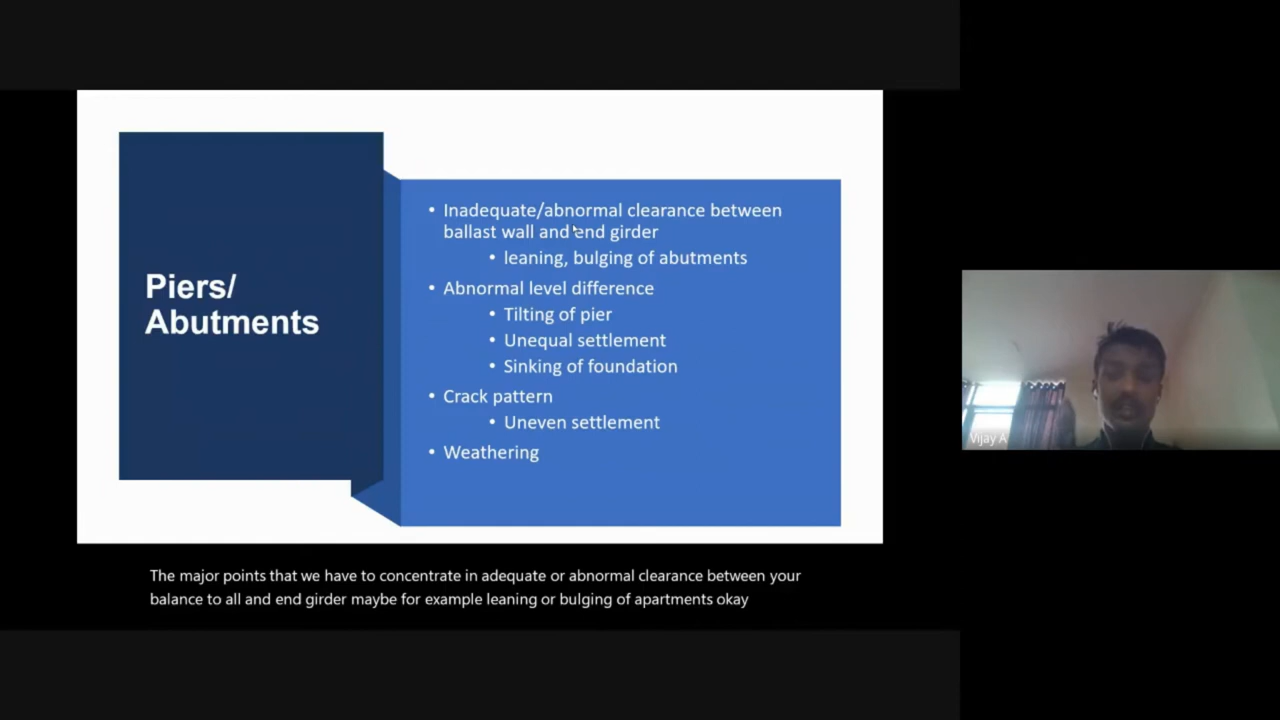 Piers/
Abutments
• Inadequate/abnormal clearance between
ballast wall and end girder
• leaning, bulging of abutments
• Abnormal level difference
• Tilting of pier
• Unequal settlement
• Sinking of foundation
• Crack pattern
• Uneven settlement
• Weathering
Vijay A
The major points that we have to concentrate in adequate or abnormal clearance between your
balance to all and end girder maybe for example leaning or bulging of apartments okay